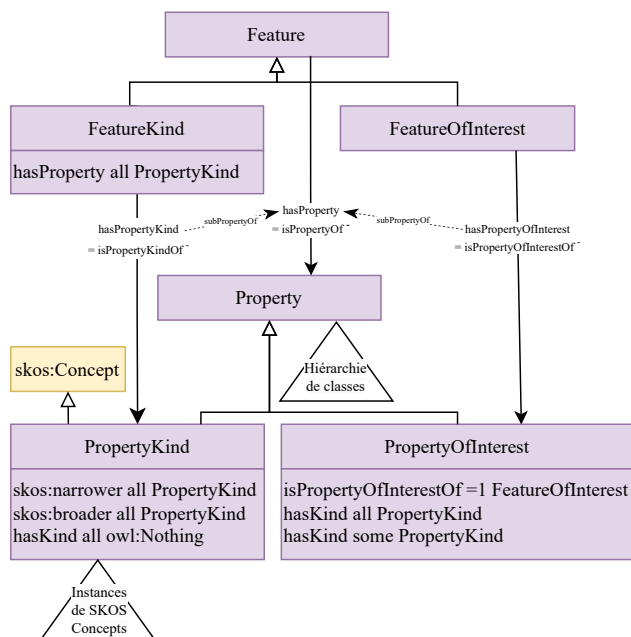 Feature
FeatureKind
hasProperty all PropertyKind
FeatureOfInterest
hasPropertyKind
= isPropertyKindOf⁻
subPropertyOf
hasProperty
= isPropertyOf⁻
subPropertyOf
hasPropertyOfInterest
= isPropertyOfInterestOf⁻
Property
Hiérarchie
de classes
skos:Concept
PropertyKind
skos:narrower all PropertyKind
skos:broader all PropertyKind
hasKind all owl:Nothing
PropertyOfInterest
isPropertyOfInterestOf =1 FeatureOfInterest
hasKind all PropertyKind
hasKind some PropertyKind
Instances
de SKOS
Concepts